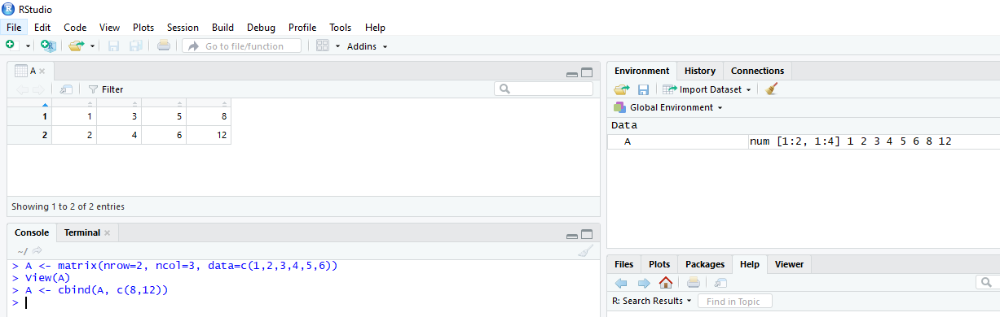 RStudio
File Edit Code View Plots Session Build Debug Profile Tools Help
Go to file/function Addins
A
Filter
1 1 3 5 8
2 2 4 6 12
Showing 1 to 2 of 2 entries
Console Terminal
~/
> A <- matrix(nrow=2, ncol=3, data=c(1,2,3,4,5,6))
> View(A)
> A <- cbind(A, c(8,12))
>
Environment History Connections
Import Dataset
Global Environment
Data
A num [1:2, 1:4] 1 2 3 4 5 6 8 12
Files Plots Packages Help Viewer
R: Search Results Find in Topic